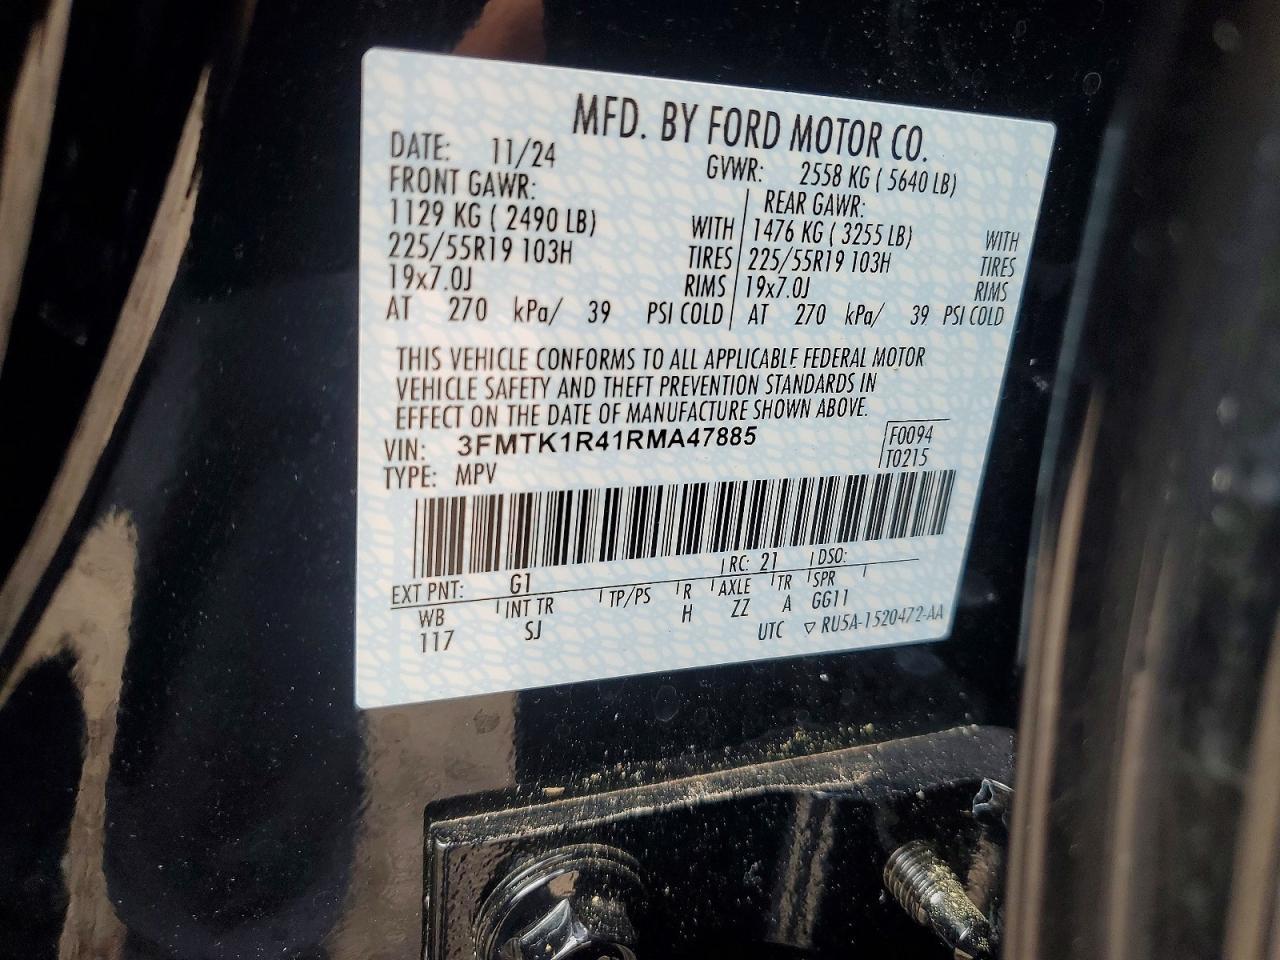 MFD. BY FORD MOTOR CO.
DATE: 11/24 GVWR: 2558 KG ( 5640 LB)
FRONT GAWR: REAR GAWR:
1129 KG ( 2490 LB) WITH 1476 KG ( 3255 LB) WITH
225/55R19 103H TIRES 225/55R19 103H TIRES
19x7.0J RIMS 19x7.0J RIMS
AT 270 kPa/ 39 PSI COLD AT 270 kPa/ 39 PSI COLD
THIS VEHICLE CONFORMS TO ALL APPLICABLE FEDERAL MOTOR
VEHICLE SAFETY AND THEFT PREVENTION STANDARDS IN
EFFECT ON THE DATE OF MANUFACTURE SHOWN ABOVE.
VIN: 3FMTK1R41RMA47885 F0094
TYPE: MPV T0215
EXT PNT: G1 RC: 21 DSO:
WB INT TR TP/PS R AXLE TR SPR
117 SJ H ZZ A GG11
UTC ▽ RU5A-1520472-AA